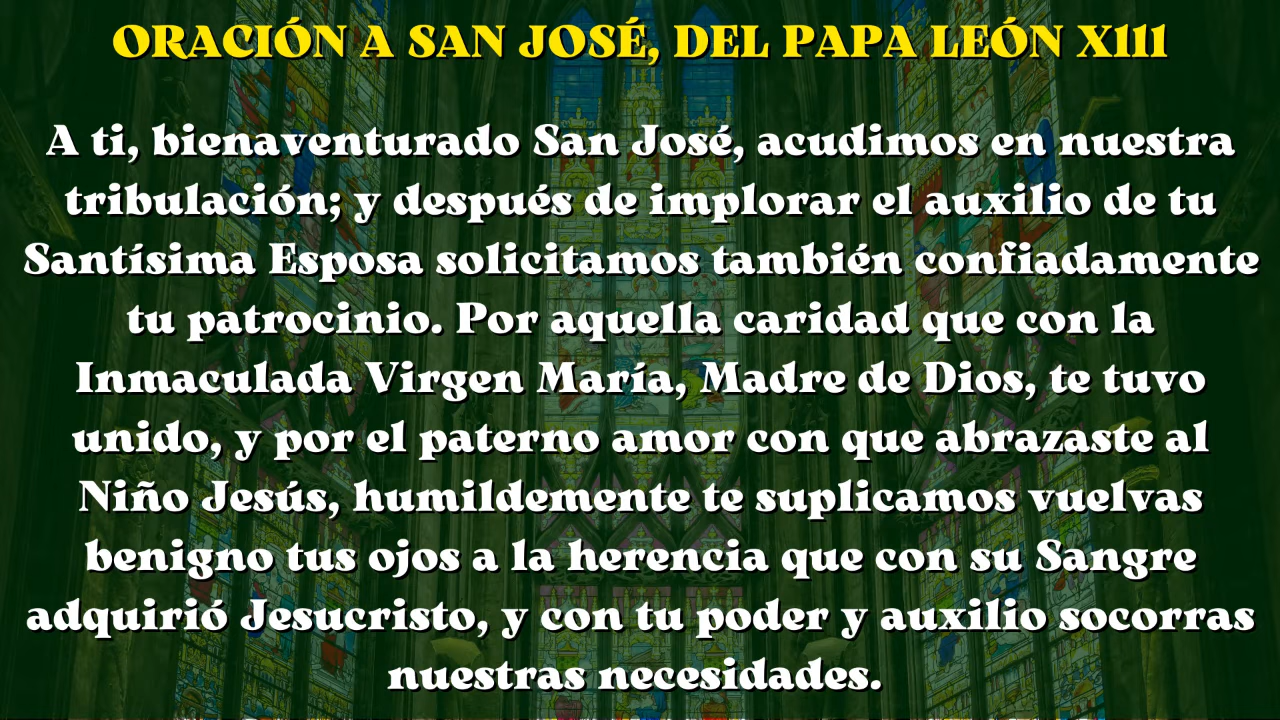 ORACIÓN A SAN JOSÉ, DEL PAPA LEÓN XIII
A ti, bienaventurado San José, acudimos en nuestra
tribulación; y después de implorar el auxilio de tu
Santísima Esposa solicitamos también confiadamente
tu patrocinio. Por aquella caridad que con la
Inmaculada Virgen María, Madre de Dios, te tuvo
unido, y por el paterno amor con que abrazaste al
Niño Jesús, humildemente te suplicamos vuelvas
benigno tus ojos a la herencia que con su Sangre
adquirió Jesucristo, y con tu poder y auxilio socorras
nuestras necesidades.